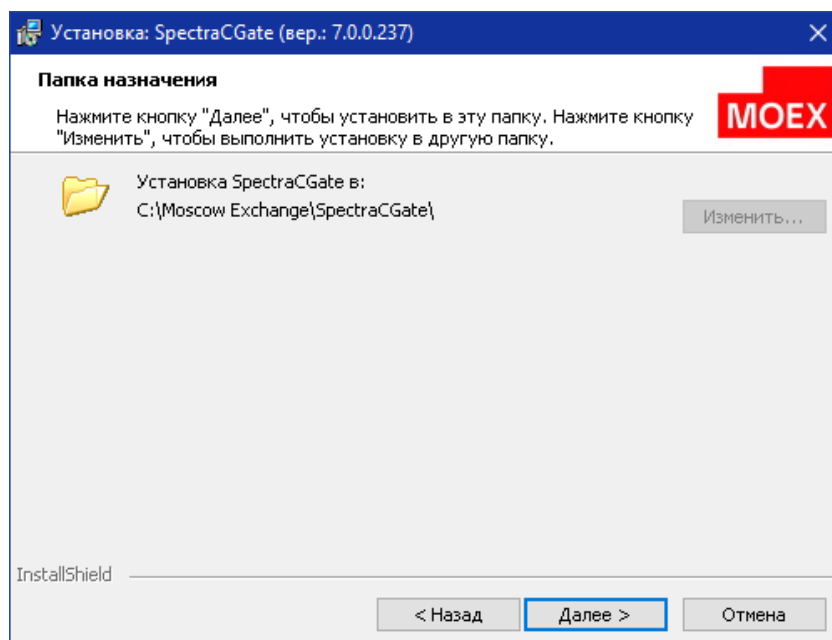 Установка: SpectraCGate (вер.: 7.0.0.237)
Папка назначения
Нажмите кнопку "Далее", чтобы установить в эту папку. Нажмите кнопку
"Изменить", чтобы выполнить установку в другую папку.
MOEX
Установка SpectraCGate в:
C:\Moscow Exchange\SpectraCGate\
Изменить...
InstallShield
< Назад
Далее >
Отмена